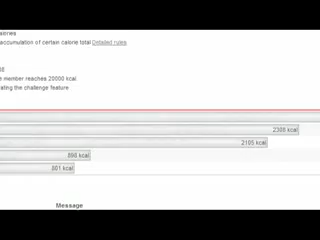 alories
accumulation of certain calorie total Detailed rules
e member reaches 20000 kcal.
ating the challenge feature
2308 kcal
2105 kcal
898 kcal
801 kcal
Message